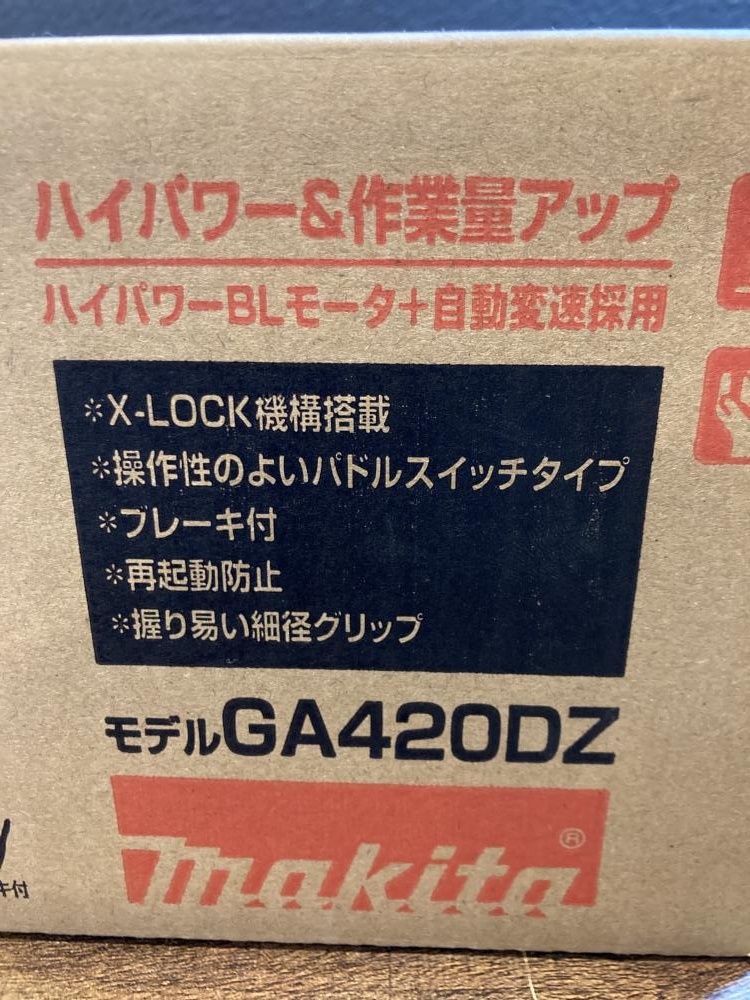 ハイパワー&作業量アップ
ハイパワーBLモータ+自動変速採用
*X-LOCK機構搭載
*操作性のよいパドルスイッチタイプ
*ブレーキ付
*再起動防止
*握り易い細径グリップ
モデルGA420DZ
makita®
キ付